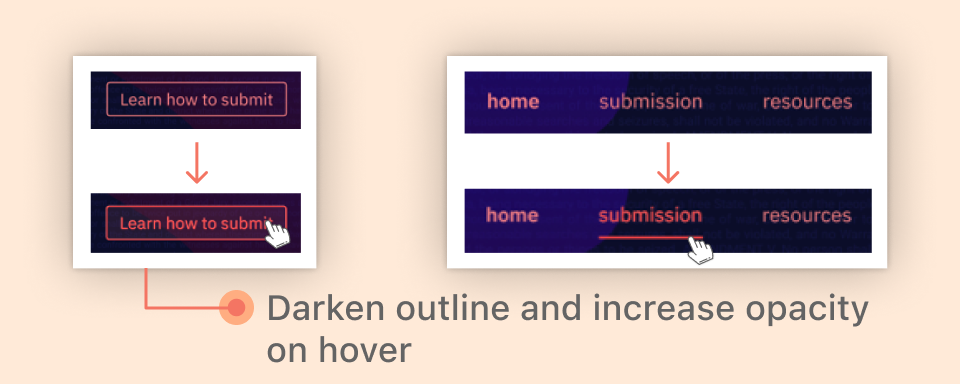 Learn how to submit
home submission resources
Learn how to submit
home submission resources
Darken outline and increase opacity
on hover